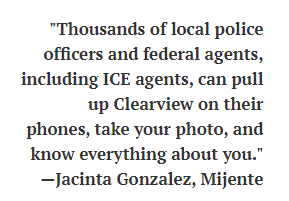 "Thousands of local police
officers and federal agents,
including ICE agents, can pull
up Clearview on their
phones, take your photo, and
know everything about you."
—Jacinta Gonzalez, Mijente